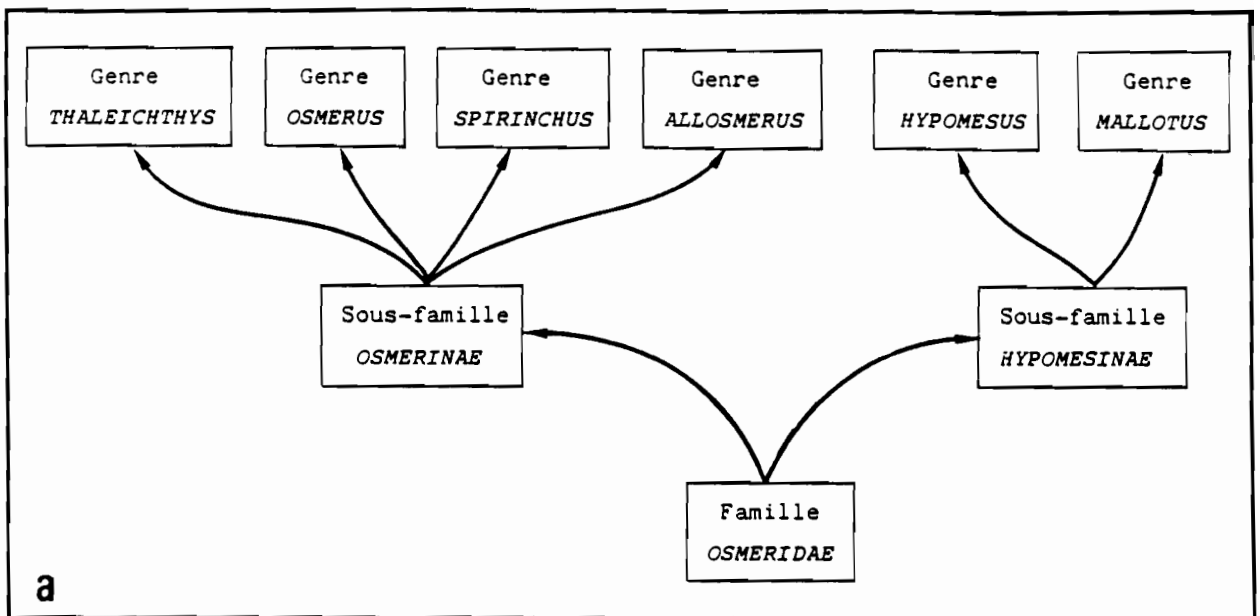 Genre
THALEICHTHYS
Genre
OSMERUS
Genre
SPIRINCHUS
Genre
ALLOSMERUS
Genre
HYPOMESUS
Genre
MALLOTUS
Sous-famille
OSMERINAE
Sous-famille
HYPOMESINAE
Famille
OSMERIDAE
a